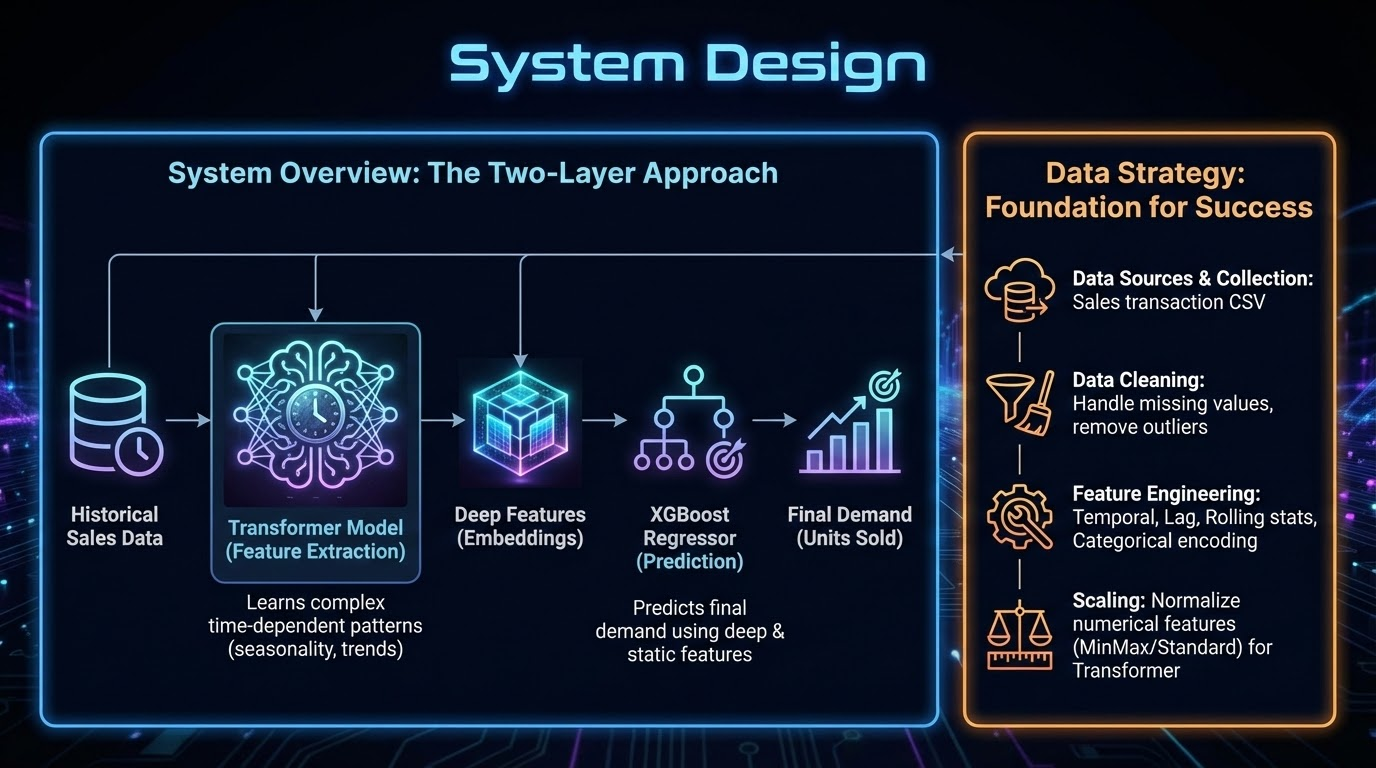 System Design
System Overview: The Two-Layer Approach
Historical
Sales Data
Transformer Model
(Feature Extraction)
Learns complex
time-dependent patterns
(seasonality, trends)
Deep Features
(Embeddings)
XGBoost
Regressor
(Prediction)
Predicts final
demand using deep &
static features
Final Demand
(Units Sold)
Data Strategy:
Foundation for Success
Data Sources & Collection:
Sales transaction CSV
Data Cleaning:
Handle missing values,
remove outliers
Feature Engineering:
Temporal, Lag, Rolling stats,
Categorical encoding
Scaling: Normalize
numerical features
(MinMax/Standard) for
Transformer